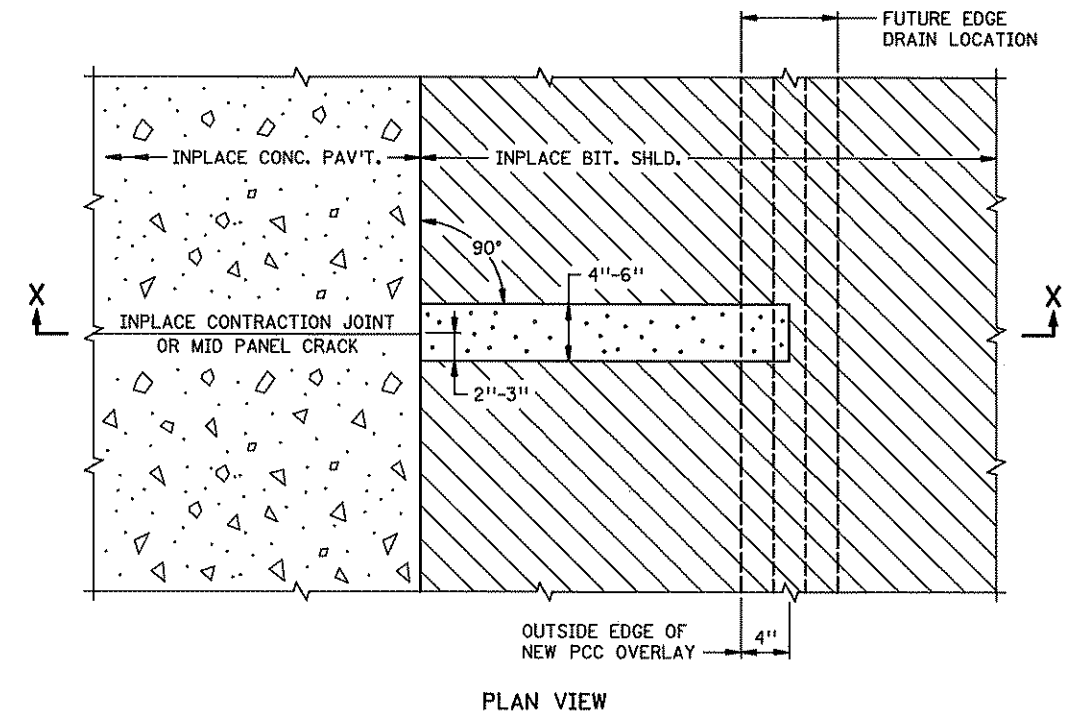 FUTURE EDGE
DRAIN LOCATION
INPLACE CONC. PAV'T.
INPLACE BIT. SHLD.
90°
4"-6"
X
X
INPLACE CONTRACTION JOINT
OR MID PANEL CRACK
2"-3"
OUTSIDE EDGE OF
NEW PCC OVERLAY
4"
PLAN VIEW